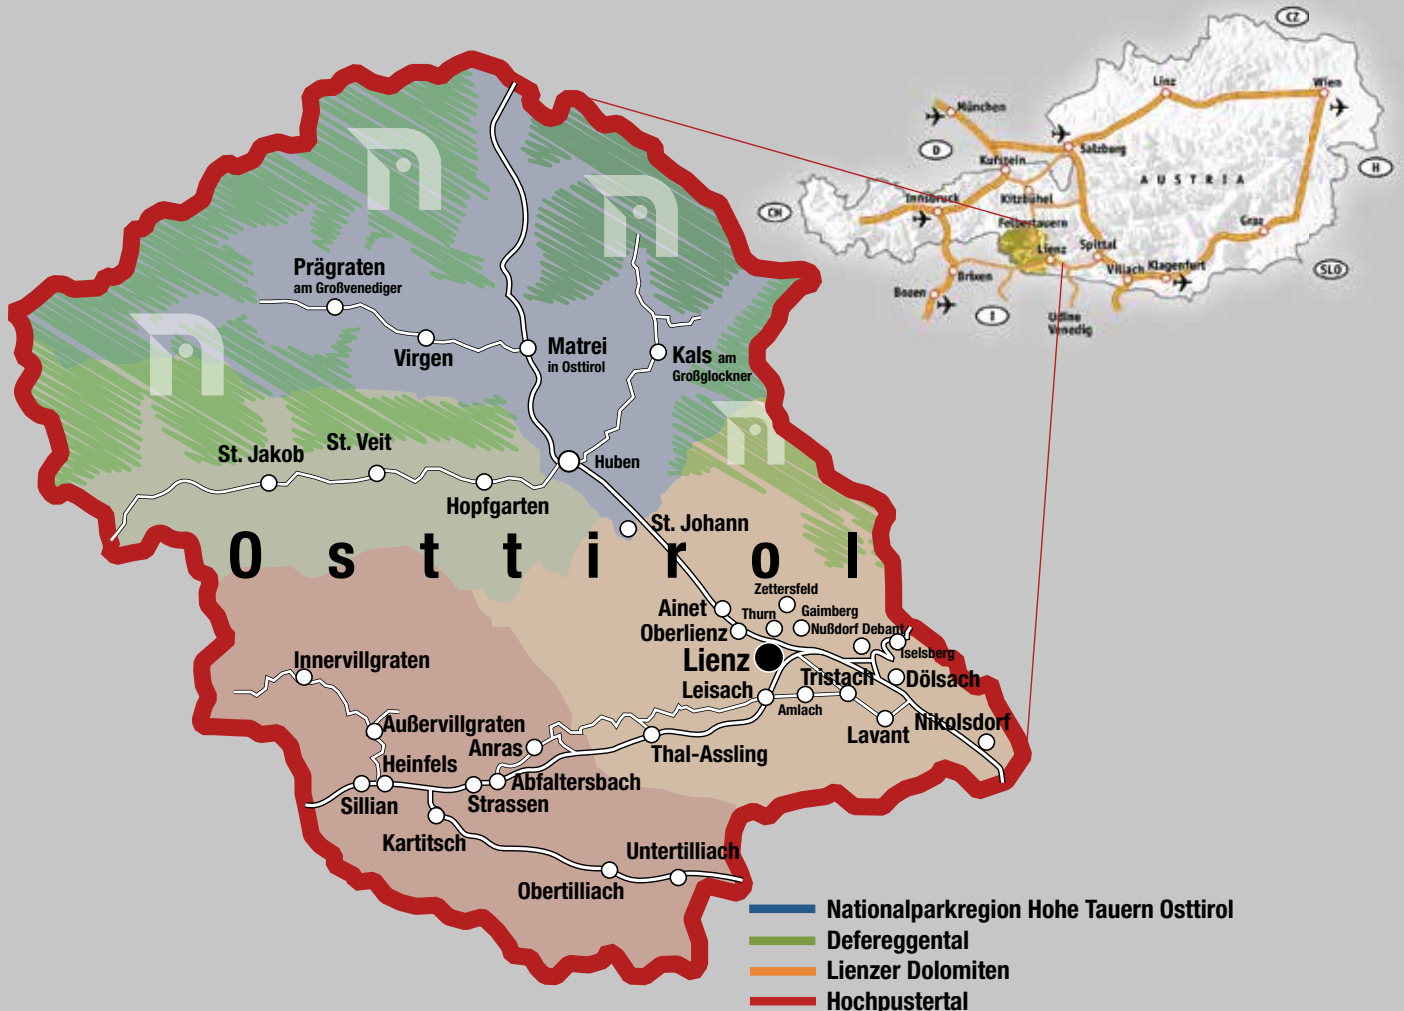 CZ
Linz
Wien
München
D
Salzburg
Kufstein
H
AUSTRIA
Kitzbühel
Innsbruck
CH
Felbertauern
Graz
Lienz
Spittal
Villach
Klagenfurt
SLO
Brixen
Bozen
I
Udine
Venedig
Prägraten
am Großvenediger
Virgen
Matrei
in Osttirol
Kals am
Großglockner
St. Jakob
St. Veit
Huben
Hopfgarten
St. Johann
Osttirol
Zettersfeld
Ainet
Thurn
Gaimberg
Oberlienz
Nußdorf Debant
Iselsberg
Lienz
Innervillgraten
Leisach
Tristach
Dölsach
Amlach
Außervillgraten
Anras
Lavant
Nikolsdorf
Thal-Assling
Heinfels
Abfaltersbach
Sillian
Strassen
Kartitsch
Untertilliach
Obertilliach
Nationalparkregion Hohe Tauern Osttirol
Defereggental
Lienzer Dolomiten
Hochpustertal